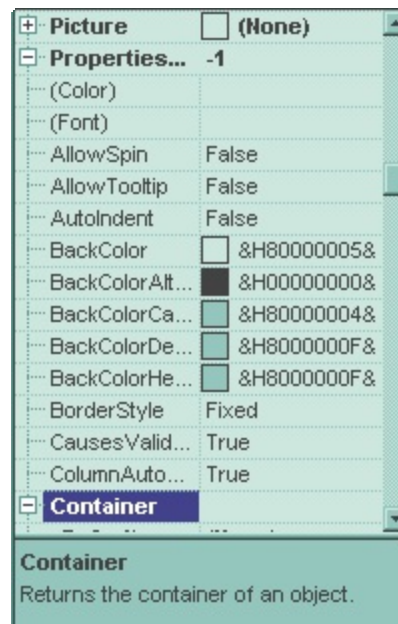 Picture (None)
Properties... -1
(Color)
(Font)
AllowSpin False
AllowTooltip False
AutoIndent False
BackColor &H80000005&
BackColorAlt... &H00000000&
BackColorCa... &H80000004&
BackColorDe... &H8000000F&
BackColorHe... &H8000000F&
BorderStyle Fixed
CausesValid... True
ColumnAuto... True
Container
Container
Returns the container of an object.